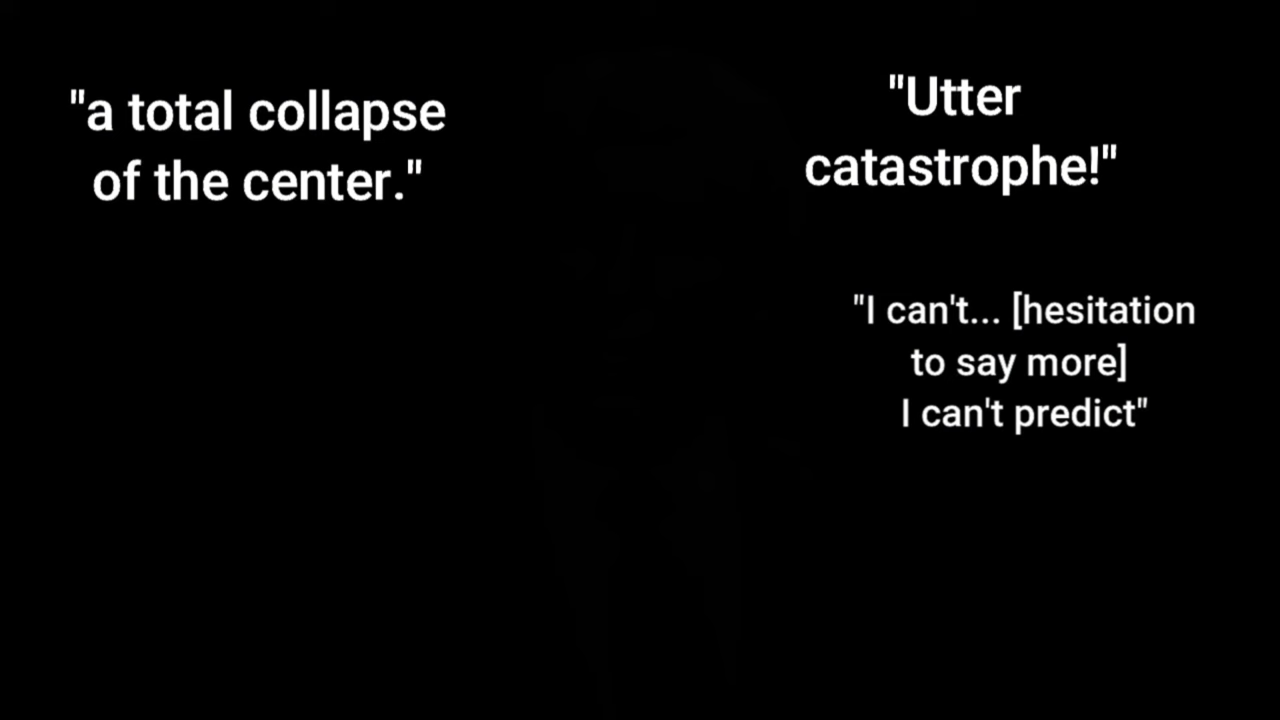 "a total collapse
of the center."
"Utter
catastrophe!"
"I can't... [hesitation
to say more]
I can't predict"